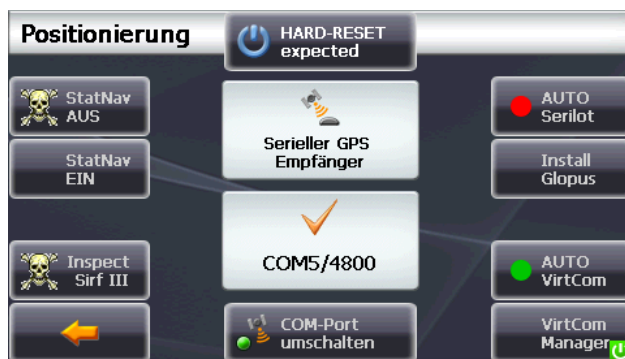 Positionierung
HARD-RESET
expected
StatNav
AUS
Serieller GPS
Empfänger
AUTO
Serilot
StatNav
EIN
Install
Glopus
Inspect
Sirf III
COM5/4800
AUTO
VirtCom
COM-Port
umschalten
VirtCom
Manager